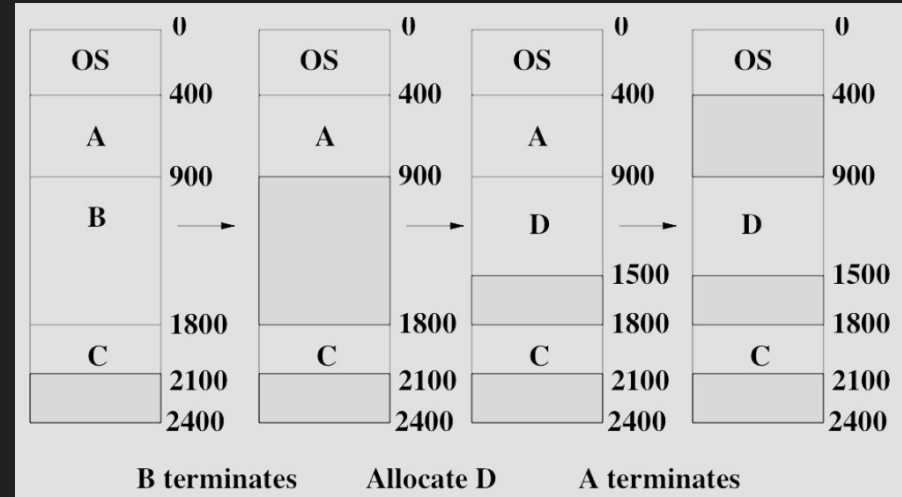 0 0 0 0
OS OS OS OS
400 400 400 400
A A A
900 900 900 900
B D D
1500 1500
1800 1800 1800 1800
C C C C
2100 2100 2100 2100
2400 2400 2400 2400
B terminates Allocate D A terminates